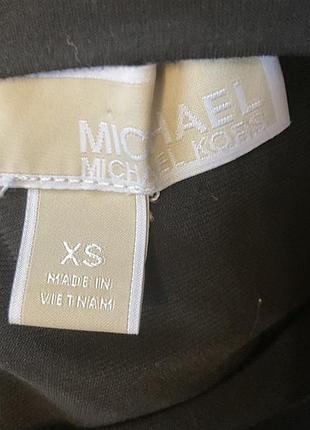 MICHAEL
MICHAEL KORS
XS
MADE IN
VIETNAM